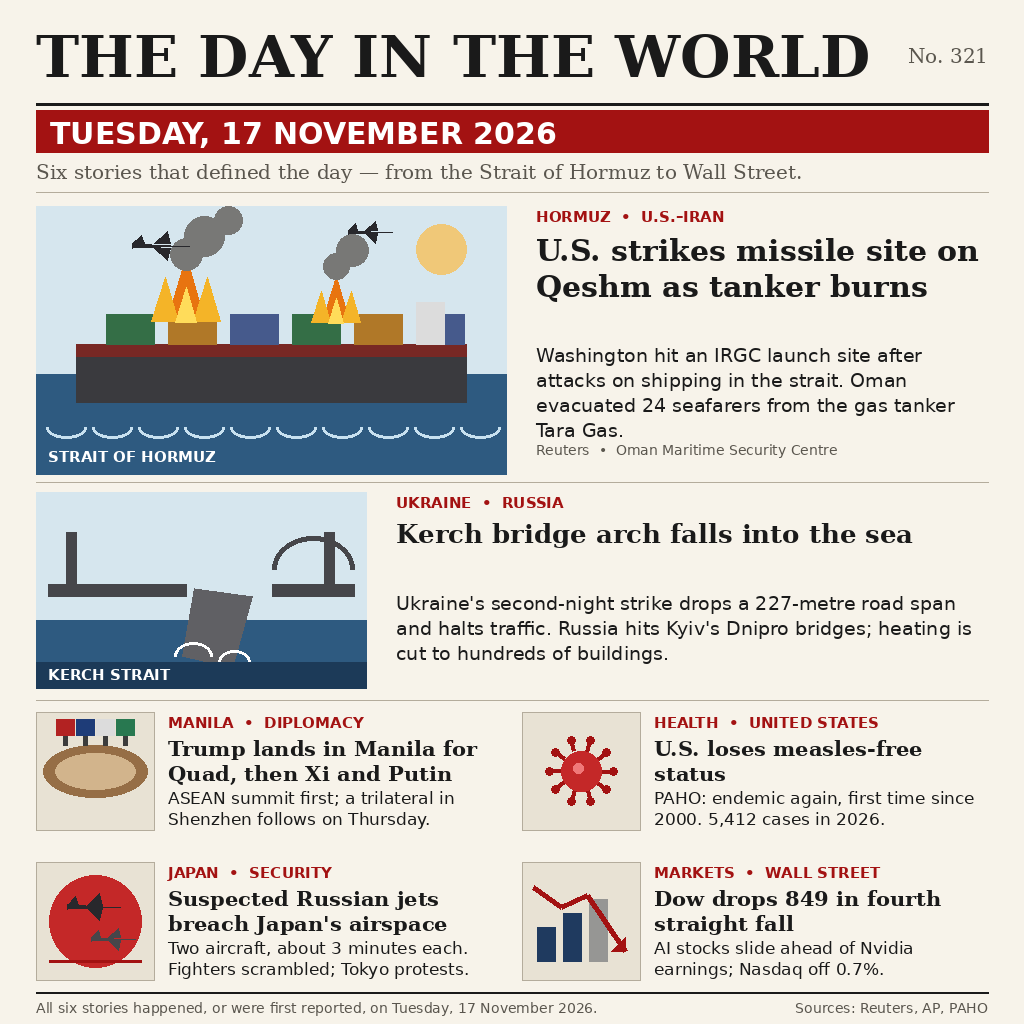 THE DAY IN THE WORLD
No. 321
TUESDAY, 17 NOVEMBER 2026
Six stories that defined the day — from the Strait of Hormuz to Wall Street.
STRAIT OF HORMUZ
HORMUZ • U.S.–IRAN
U.S. strikes missile site on
Qeshm as tanker burns
Washington hit an IRGC launch site after
attacks on shipping in the strait. Oman
evacuated 24 seafarers from the gas tanker
Tara Gas.
Reuters • Oman Maritime Security Centre
KERCH STRAIT
UKRAINE • RUSSIA
Kerch bridge arch falls into the sea
Ukraine's second-night strike drops a 227-metre road span
and halts traffic. Russia hits Kyiv's Dnipro bridges; heating is
cut to hundreds of buildings.
MANILA • DIPLOMACY
Trump lands in Manila for
Quad, then Xi and Putin
ASEAN summit first; a trilateral in
Shenzhen follows on Thursday.
HEALTH • UNITED STATES
U.S. loses measles-free
status
PAHO: endemic again, first time since
2000. 5,412 cases in 2026.
JAPAN • SECURITY
Suspected Russian jets
breach Japan's airspace
Two aircraft, about 3 minutes each.
Fighters scrambled; Tokyo protests.
MARKETS • WALL STREET
Dow drops 849 in fourth
straight fall
AI stocks slide ahead of Nvidia
earnings; Nasdaq off 0.7%.
All six stories happened, or were first reported, on Tuesday, 17 November 2026.
Sources: Reuters, AP, PAHO